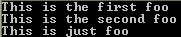 This is the first foo
This is the second foo
This is just foo